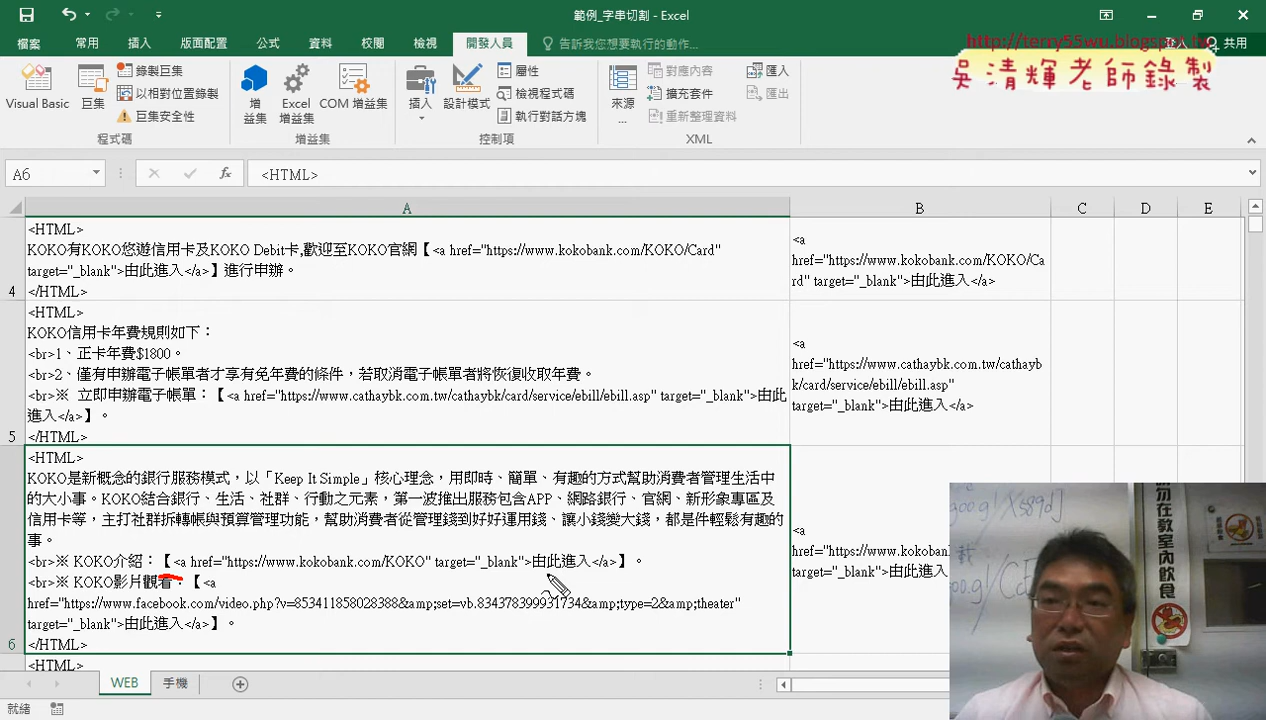 範例_字串切割 - Excel
http://terry55wu.blogspot.tw
吳清輝老師錄製
檔案 常用 插入 版面配置 公式 資料 校閱 檢視 開發人員 告訴我您想要執行的動作... 登入 共用
Visual Basic 巨集 錄製巨集 以相對位置錄製 巨集安全性 程式碼
增益集 Excel 增益集 COM 增益集 增益集
插入 設計模式 屬性 檢視程式碼 執行對話方塊 控制項
來源... 對應內容 擴充套件 重新整理資料 匯入 匯出 XML
A6 fx <HTML>
A B C D E
<HTML>
KOKO有KOKO您遊信用卡及KOKO Debit卡,歡迎至KOKO官網【<a href="https://www.kokobank.com/KOKO/Card"
target="_blank">由此進入</a>】進行申辦。
</HTML>
4
<a
href="https://www.kokobank.com/KOKO/Ca
rd" target="_blank">由此進入</a>
<HTML>
KOKO信用卡年費規則如下：
<br>1、正卡年費$1800。
<br>2、僅有申辦電子帳單者才享有免年費的條件，若取消電子帳單者將恢復收取年費。
<br>※ 立即申辦電子帳單：【<a href="https://www.cathaybk.com.tw/cathaybk/card/service/ebill/ebill.asp" target="_blank">由此
進入</a>】。
</HTML>
5
<a
href="https://www.cathaybk.com.tw/cathayb
k/card/service/ebill/ebill.asp"
target="_blank">由此進入</a>
<HTML>
KOKO是新概念的銀行服務模式，以「Keep It Simple」核心理念，用即時、簡單、有趣的方式幫助消費者管理生活中
的大小事。KOKO結合銀行、生活、社群、行動之元素，第一波推出服務包含APP、網路銀行、官網、新形象專區及
信用卡等，主打社群拆轉帳與預算管理功能，幫助消費者從管理錢到好好運用錢、讓小錢變大錢，都是件輕鬆有趣的
事。
<br>※ KOKO介紹：【<a href="https://www.kokobank.com/KOKO" target="_blank">由此進入</a>】。
<br>※ KOKO影片觀看：【<a
href="https://www.facebook.com/video.php?v=853411858028388&amp;set=vb.834378399931734&amp;type=2&amp;theater"
target="_blank">由此進入</a>】。
</HTML>
6
<a
href="https://www.kokobank
target="_blank">由此進入
<HTML>
勿在教室內飲食
WEB 手機
就緒